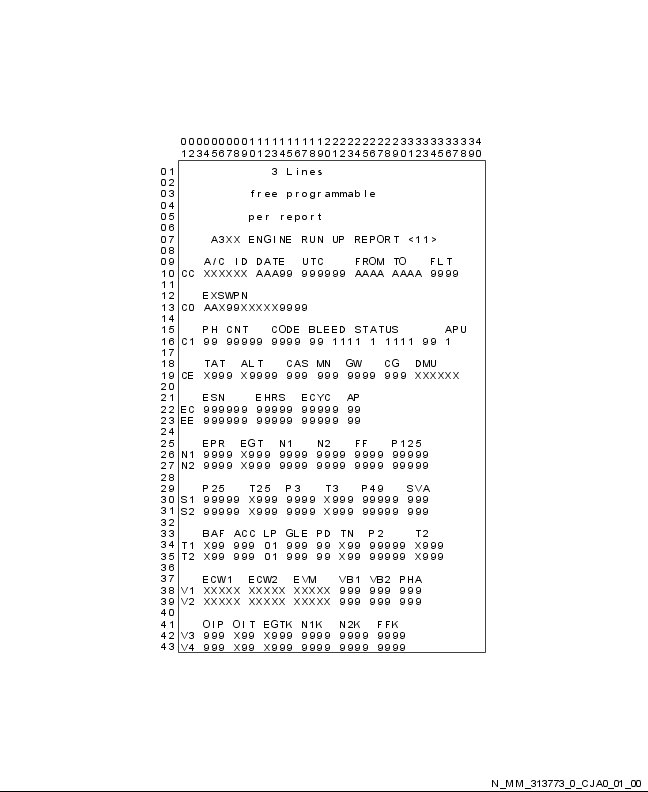 0000000001111111111222222222233333333334
1234567890123456789012345678901234567890
01 3 Lines
02
03 free programmable
04
05 per report
06
07 A3XX ENGINE RUN UP REPORT <11>
08
09 A/C ID DATE UTC FROM TO FLT
10 CC XXXXXX AAA99 999999 AAAA AAAA 9999
11
12 EXSWPN
13 C0 AAX99XXXXX9999
14
15 PH CNT CODE BLEED STATUS APU
16 C1 99 99999 9999 99 1111 1 1111 99 1
17
18 TAT ALT CAS MN GW CG DMU
19 CE X999 X9999 999 999 9999 999 XXXXXX
20
21 ESN EHRS ECYC AP
22 EC 999999 99999 99999 99
23 EE 999999 99999 99999 99
24
25 EPR EGT N1 N2 FF P125
26 N1 9999 X999 9999 9999 9999 99999
27 N2 9999 X999 9999 9999 9999 99999
28
29 P25 T25 P3 T3 P49 SVA
30 S1 99999 X999 9999 X999 99999 999
31 S2 99999 X999 9999 X999 99999 999
32
33 BAF ACC LP GLE PD TN P2 T2
34 T1 X99 999 01 999 99 X99 99999 X999
35 T2 X99 999 01 999 99 X99 99999 X999
36
37 ECW1 ECW2 EVM VB1 VB2 PHA
38 V1 XXXXX XXXXX XXXXX 999 999 999
39 V2 XXXXX XXXXX XXXXX 999 999 999
40
41 OIP OIT EGTK N1K N2K FFK
42 V3 999 X99 X999 9999 9999 9999
43 V4 999 X99 X999 9999 9999 9999
N_MM_313773_0_CJA0_01_00